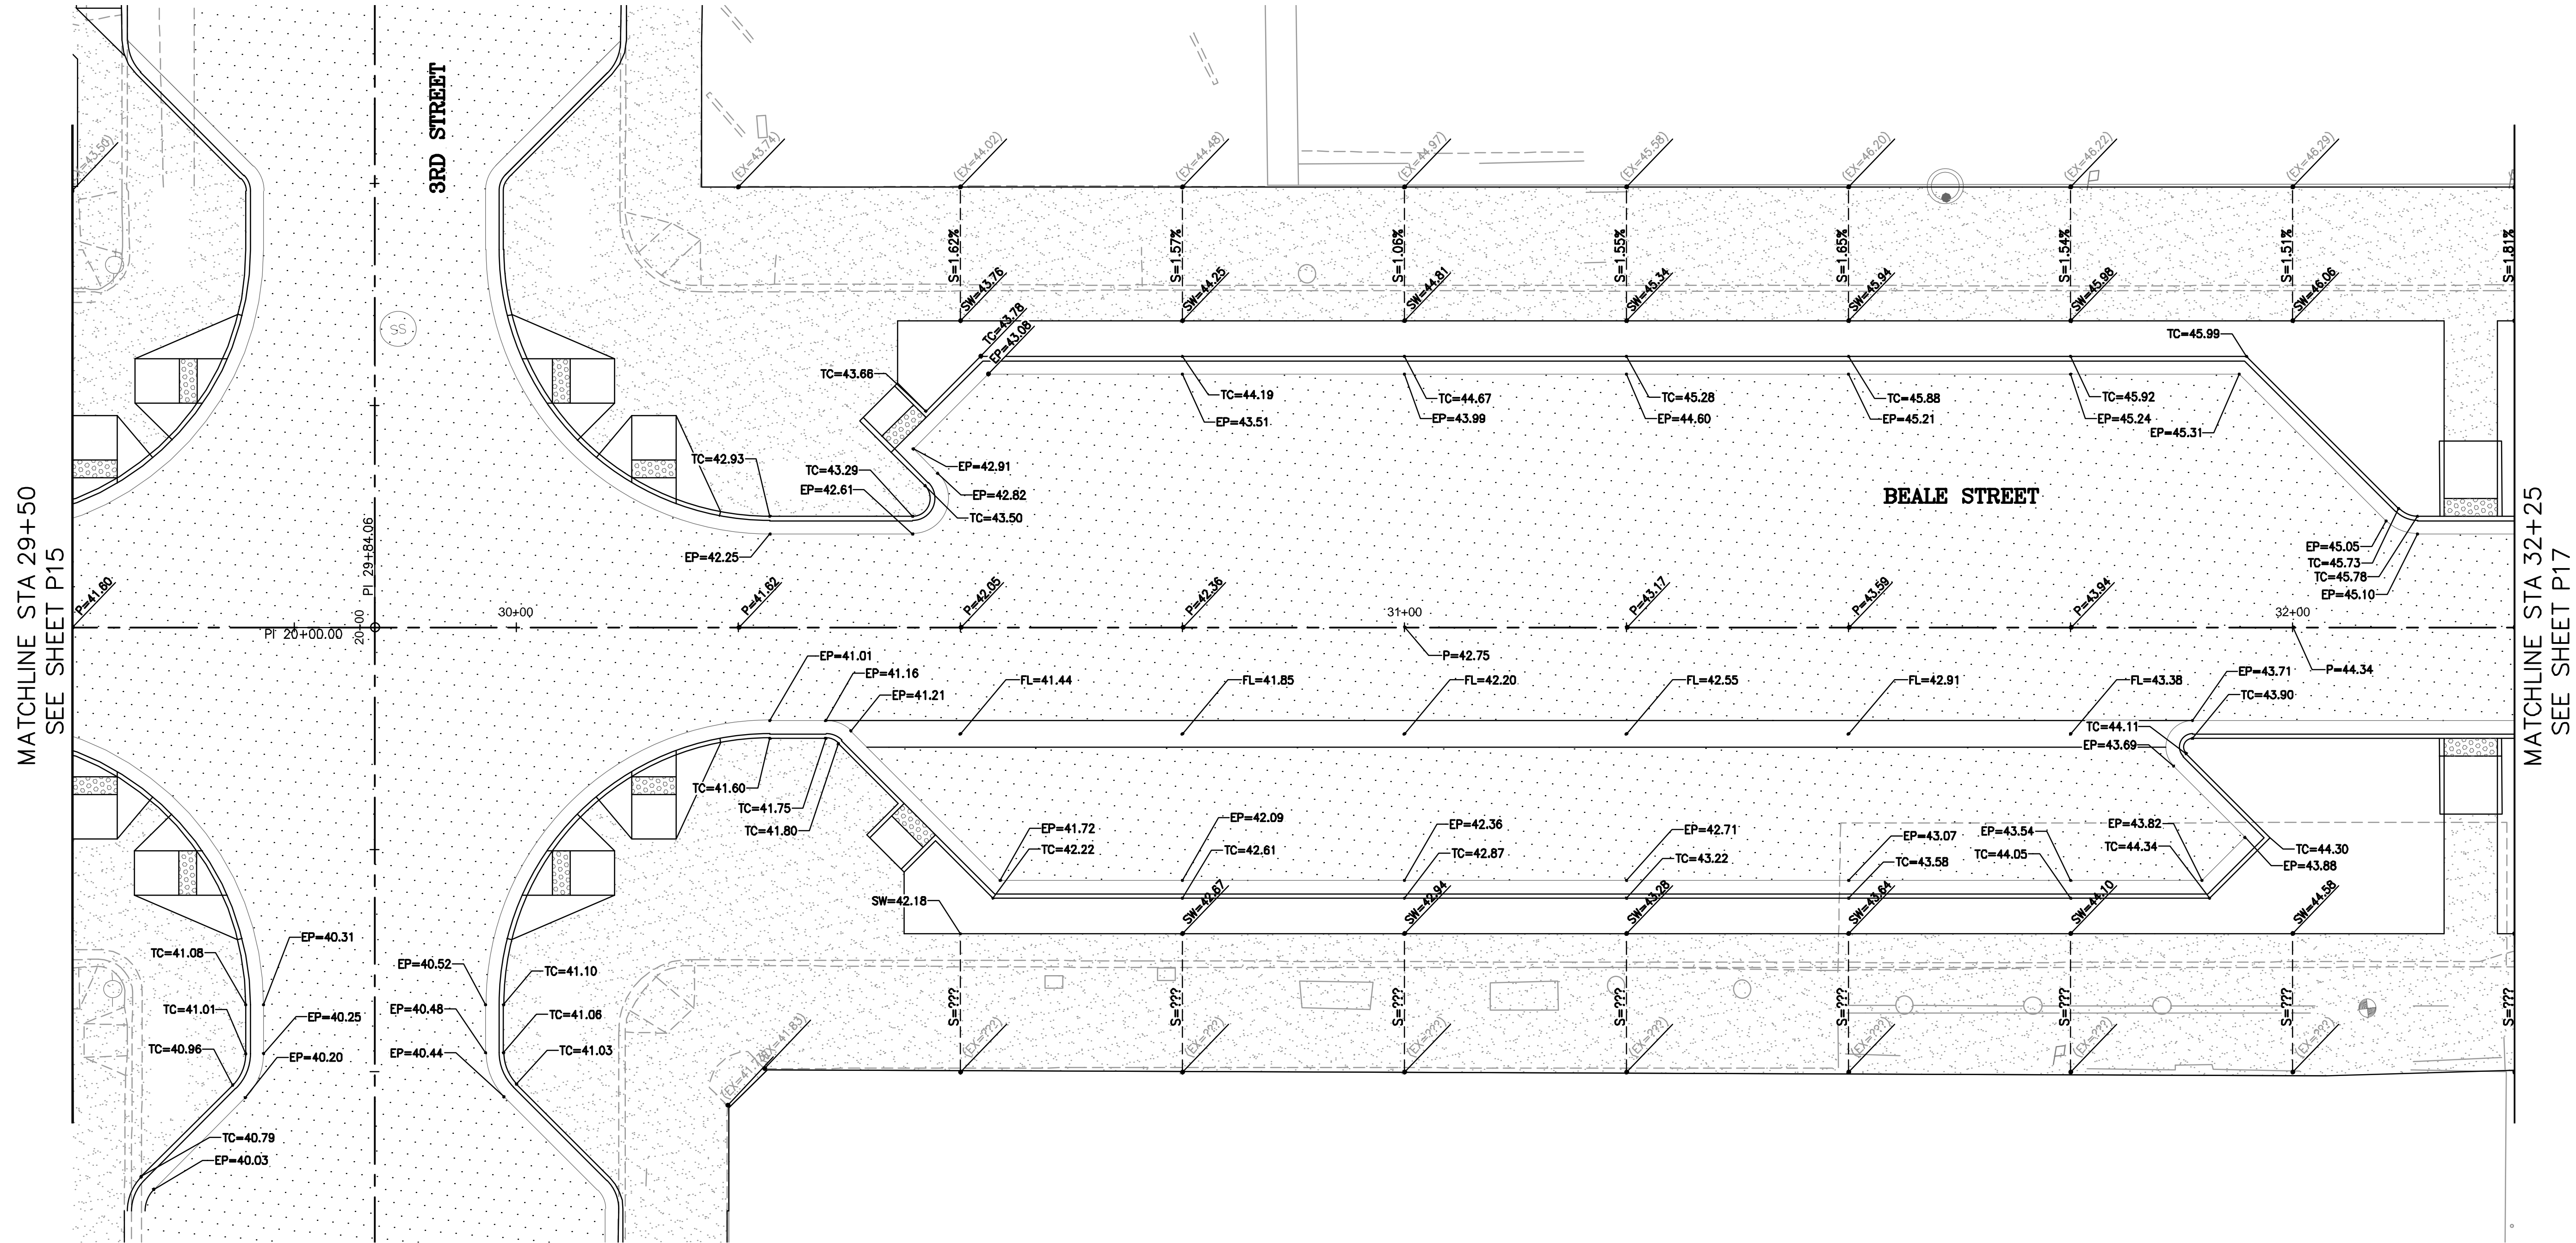 3RD STREET
(EX=43.74)
(EX=44.02)
(EX=44.48)
(EX=44.97)
(EX=45.58)
(EX=46.20)
(EX=46.22)
(EX=46.29)
S=1.62%
S=1.57%
S=1.06%
S=1.55%
S=1.65%
S=1.54%
S=1.51%
S=1.81%
SW=43.76
SW=44.25
SW=44.81
SW=45.34
SW=45.94
SW=45.98
SW=46.06
SS
TC=43.78
EP=43.08
TC=45.99
TC=43.66
TC=44.19
EP=43.51
TC=44.67
EP=43.99
TC=45.28
EP=44.60
TC=45.88
EP=45.21
TC=45.92
EP=45.24
EP=45.31
TC=42.93
TC=43.29
EP=42.61
EP=42.91
EP=42.82
TC=43.50
BEALE STREET
EP=42.25
EP=45.05
TC=45.73
TC=45.78
EP=45.10
MATCHLINE STA 29+50
SEE SHEET P15
MATCHLINE STA 32+25
SEE SHEET P17
P=41.60
PI 29+84.06
P=41.62
P=42.05
P=42.36
P=43.17
P=43.59
P=43.94
PI 20+00.00
20+00
30+00
31+00
32+00
P=42.75
P=44.34
EP=41.01
EP=41.16
EP=41.21
FL=41.44
FL=41.85
FL=42.20
FL=42.55
FL=42.91
FL=43.38
EP=43.71
TC=43.90
TC=44.11
EP=43.69
TC=41.60
TC=41.75
TC=41.80
EP=41.72
TC=42.22
EP=42.09
TC=42.61
EP=42.36
TC=42.87
EP=42.71
TC=43.22
EP=43.07
TC=43.58
EP=43.54
TC=44.05
EP=43.82
TC=44.34
TC=44.30
EP=43.88
SW=42.18
SW=42.67
SW=42.94
SW=43.28
SW=43.64
SW=44.10
SW=44.58
TC=41.08
EP=40.31
EP=40.52
TC=41.10
TC=41.01
EP=40.25
EP=40.48
TC=41.06
TC=40.96
EP=40.20
EP=40.44
TC=41.03
S=???
S=???
S=???
S=???
S=???
S=???
S=???
S=???
(EX=41.83)
(EX=???)
(EX=???)
(EX=???)
(EX=???)
(EX=???)
(EX=???)
(EX=???)
TC=40.79
EP=40.03